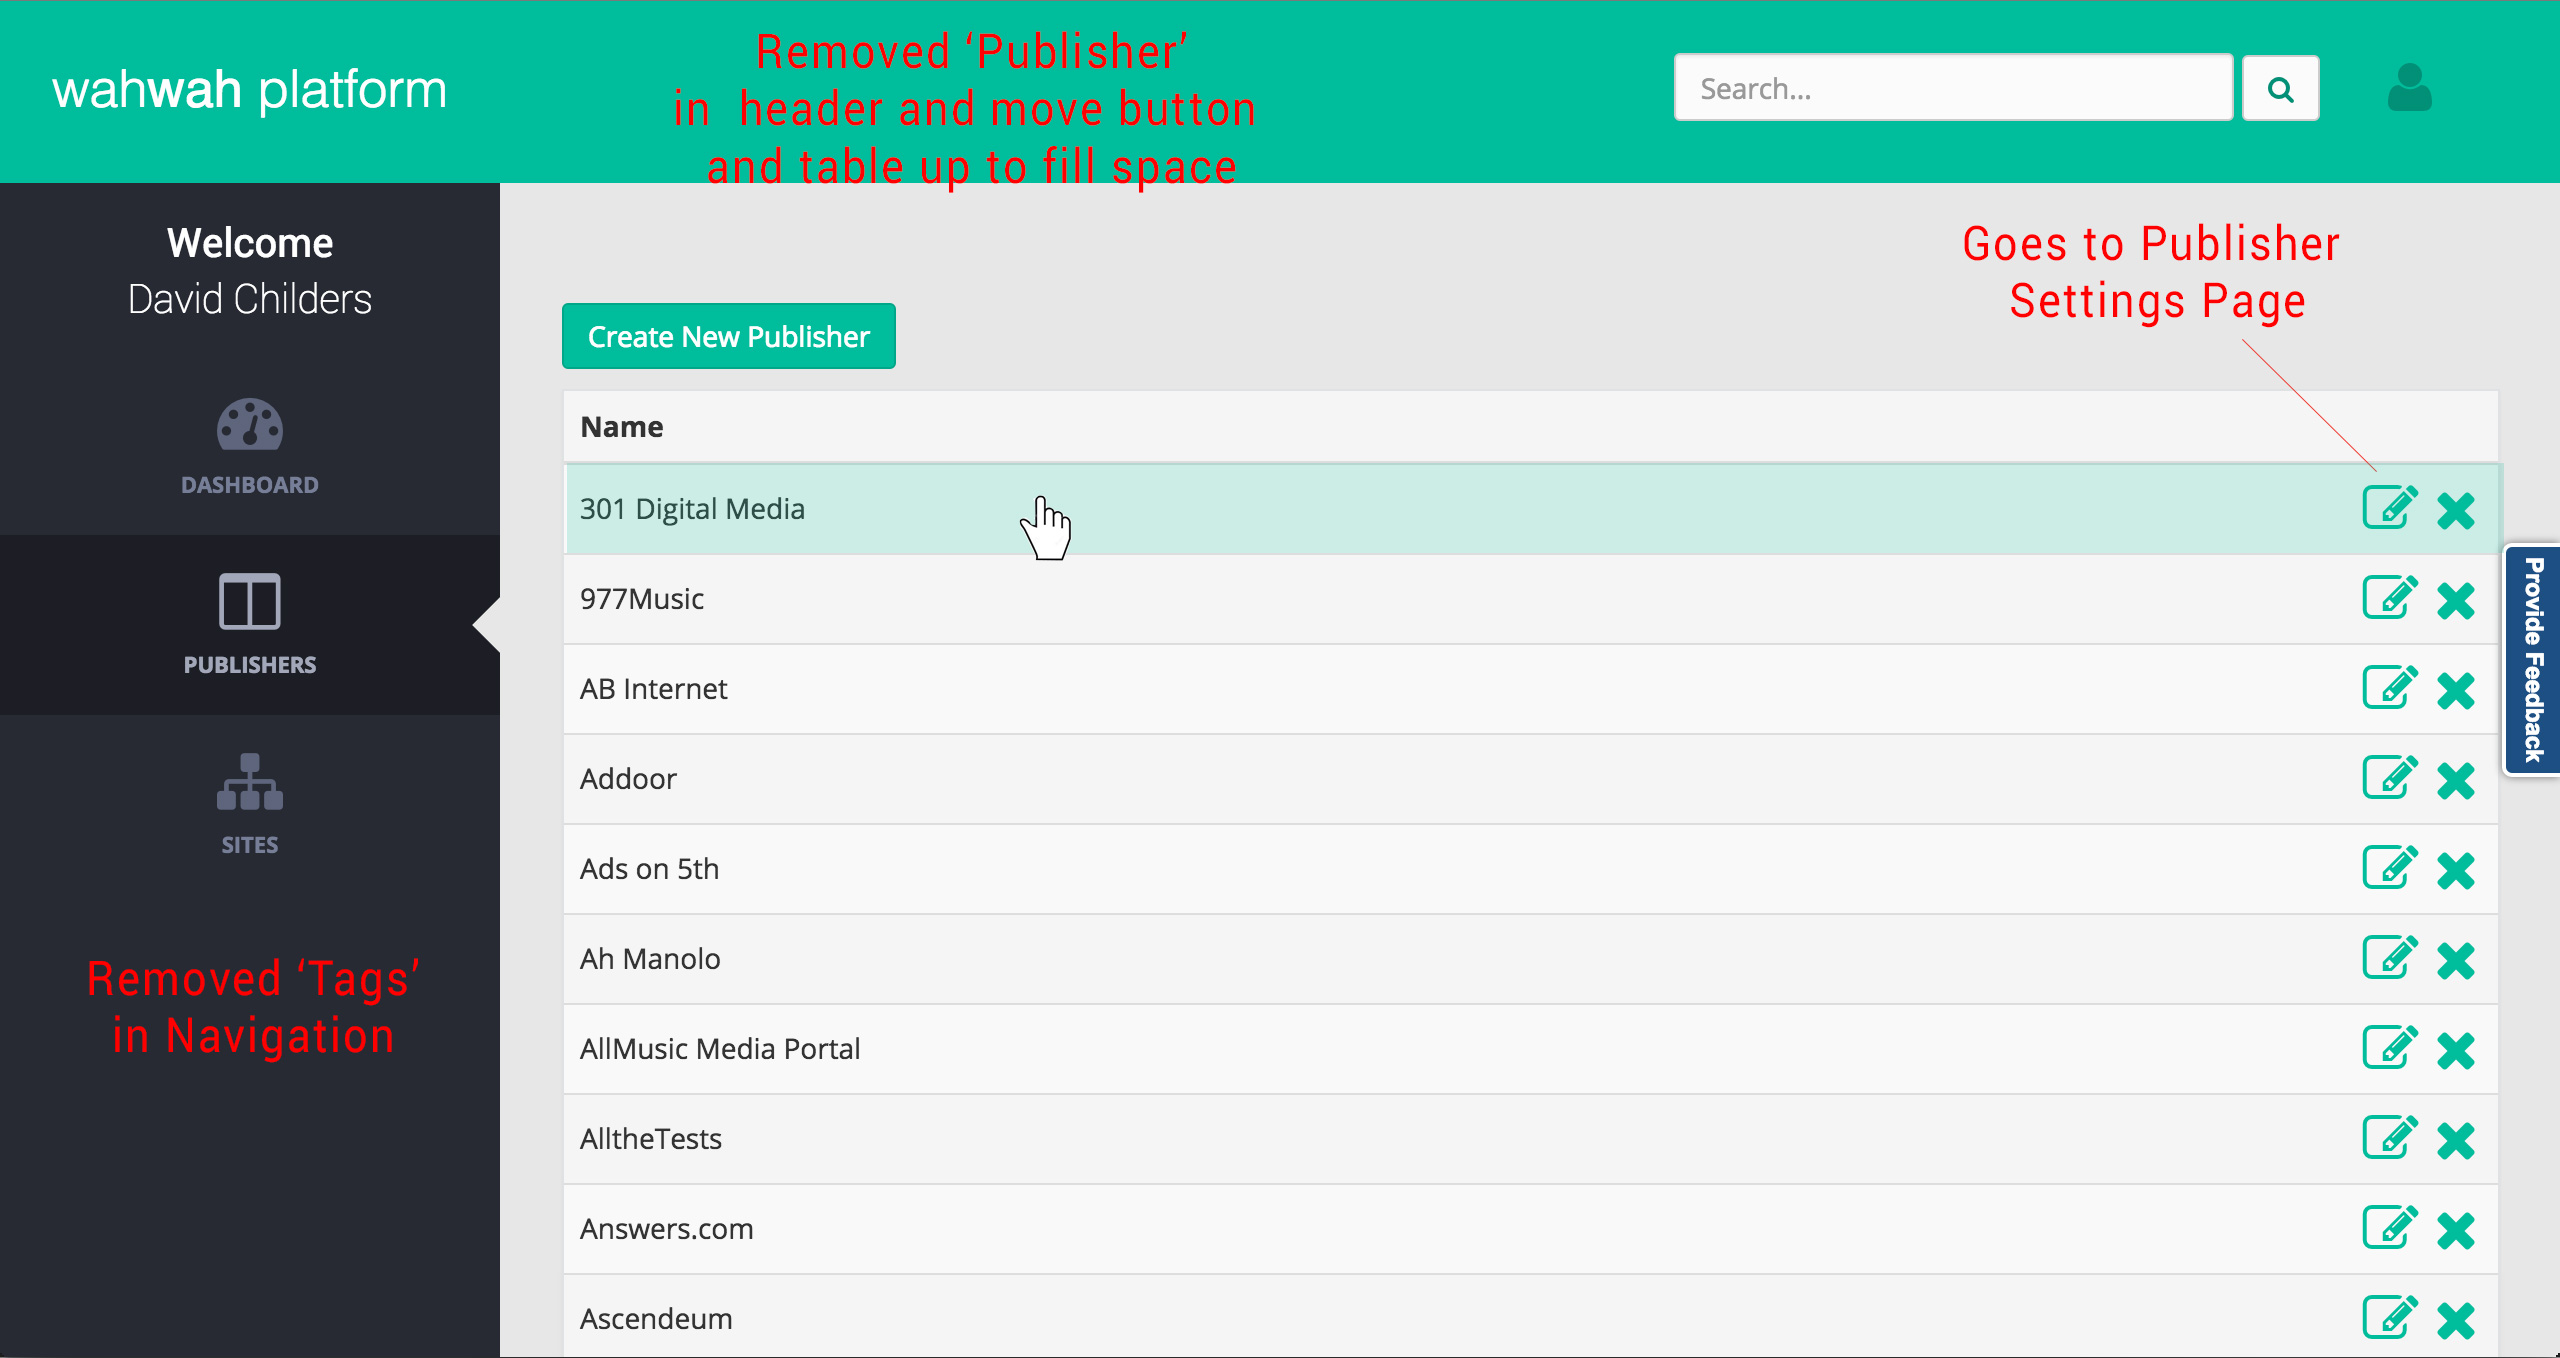 wahwah platform
Removed ‘Publisher’
in header and move button
and table up to fill space
Search...
Welcome
David Childers
DASHBOARD
PUBLISHERS
SITES
Removed ‘Tags’
in Navigation
Goes to Publisher
Settings Page
Create New Publisher
Name
301 Digital Media
977Music
AB Internet
Addoor
Ads on 5th
Ah Manolo
AllMusic Media Portal
AlltheTests
Answers.com
Ascendeum
Provide Feedback